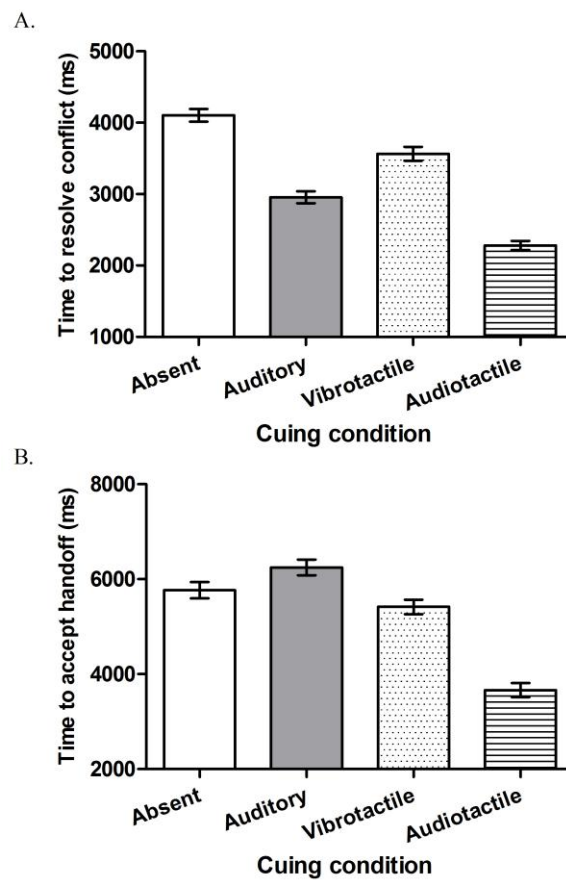 A.
Time to resolve conflict (ms)
5000
4000
3000
2000
1000
Absent
Auditory
Vibrotactile
Audiotactile
Cuing condition
B.
Time to accept handoff (ms)
8000
6000
4000
2000
Absent
Auditory
Vibrotactile
Audiotactile
Cuing condition